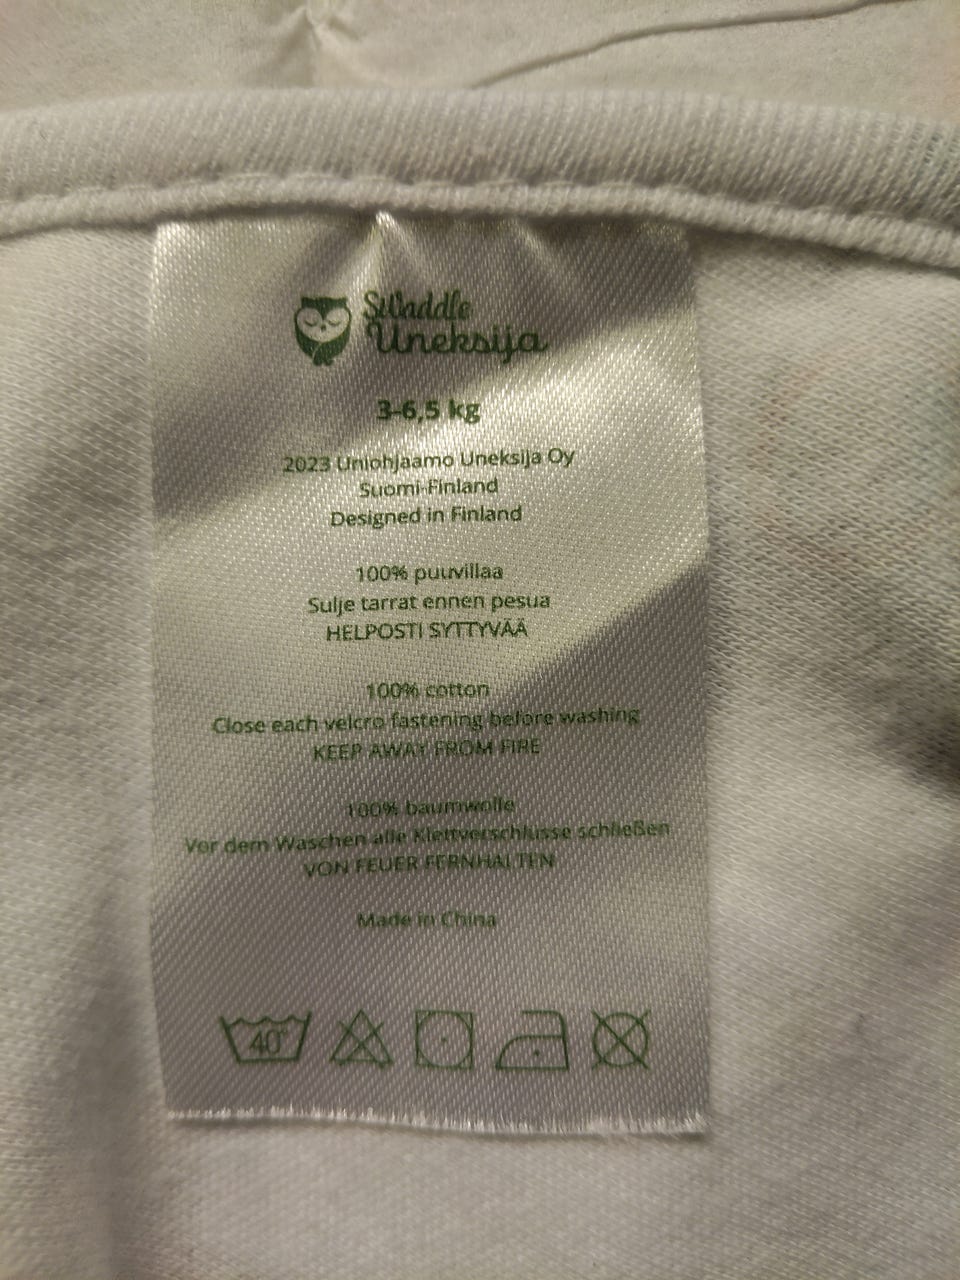 Swaddle
Uneksija
3-6,5 kg
2023 Uniohjaamo Uneksija Oy
Suomi-Finland
Designed in Finland
100% puuvillaa
Sulje tarrat ennen pesua
HELPOSTI SYTTYVÄÄ
100% cotton
Close each velcro fastening before washing
KEEP AWAY FROM FIRE
100% baumwolle
Vor dem Waschen alle Klettverschlusse schließen
VON FEUER FERNHALTEN
Made in China
40°